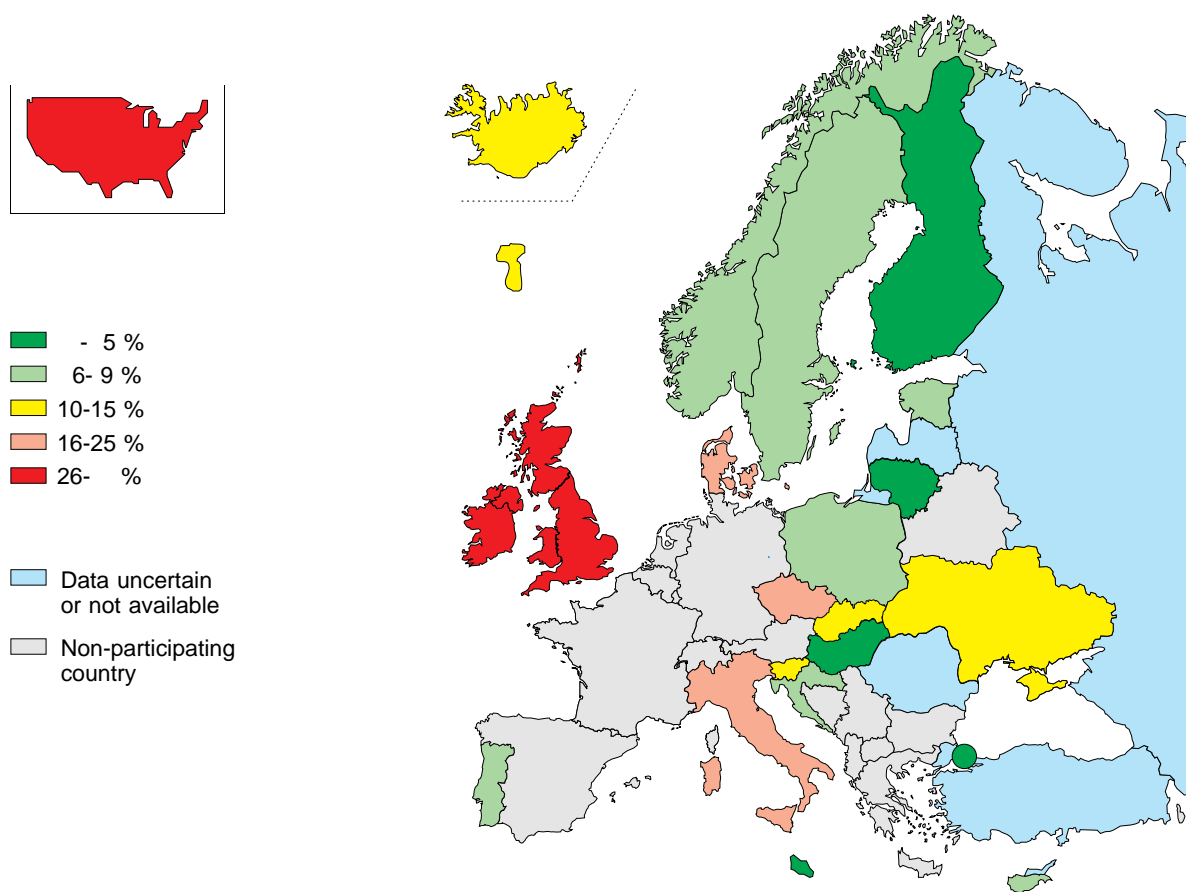 - 5 %
6- 9 %
10-15 %
16-25 %
26- %
Data uncertain
or not available
Non-participating
country